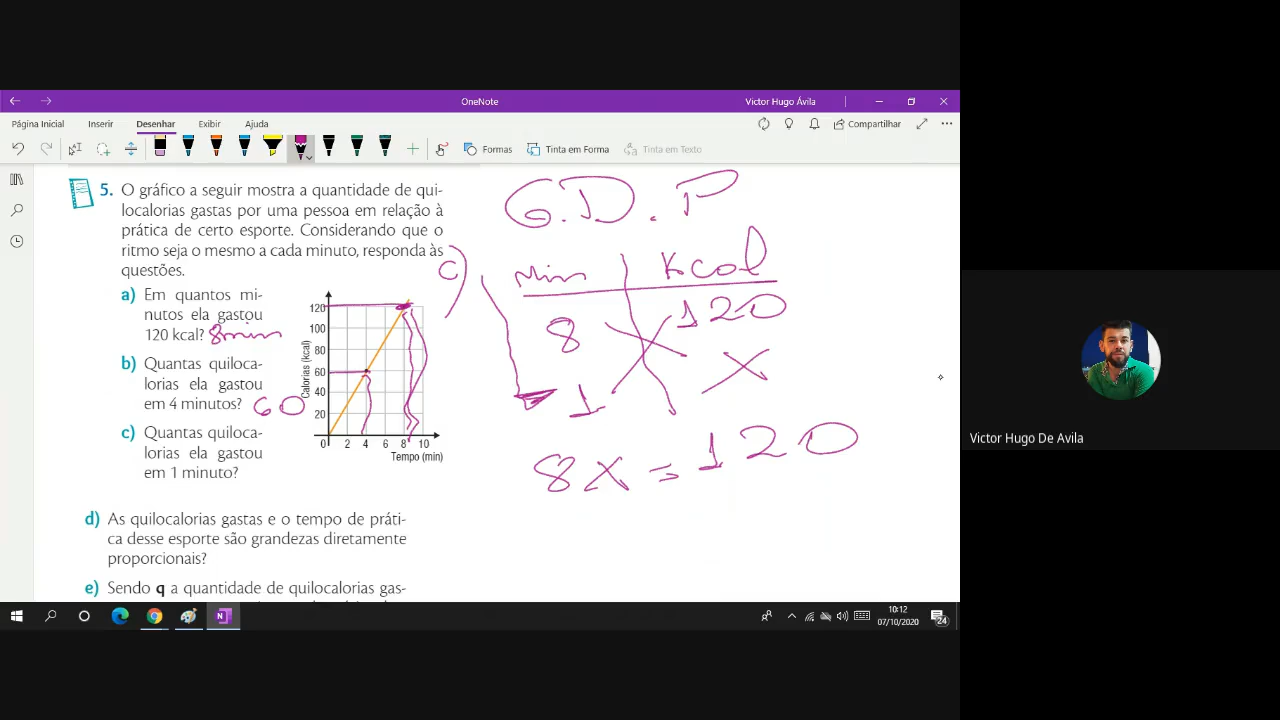 OneNote
Victor Hugo Ávila
Página Inicial
Inserir
Desenhar
Exibir
Ajuda
Compartilhar
Formas
Tinta em Forma
Tinta em Texto
5. O gráfico a seguir mostra a quantidade de qui-
localorias gastas por uma pessoa em relação à
prática de certo esporte. Considerando que o
ritmo seja o mesmo a cada minuto, responda às
questões.
a) Em quantos mi-
nutos ela gastou
120 kcal? 8min
b) Quantas quiloca-
lorias ela gastou
em 4 minutos? 60
c) Quantas quiloca-
lorias ela gastou
em 1 minuto?
Calorias (kcal)
120
100
80
60
40
20
0 2 4 6 8 10
Tempo (min)
d) As quilocalorias gastas e o tempo de práti-
ca desse esporte são grandezas diretamente
proporcionais?
e) Sendo q a quantidade de quilocalorias gas-
G.D.P
c)
Min kcal
8 120
1 x
8x = 120
Victor Hugo De Avila
10:12
07/10/2020
24